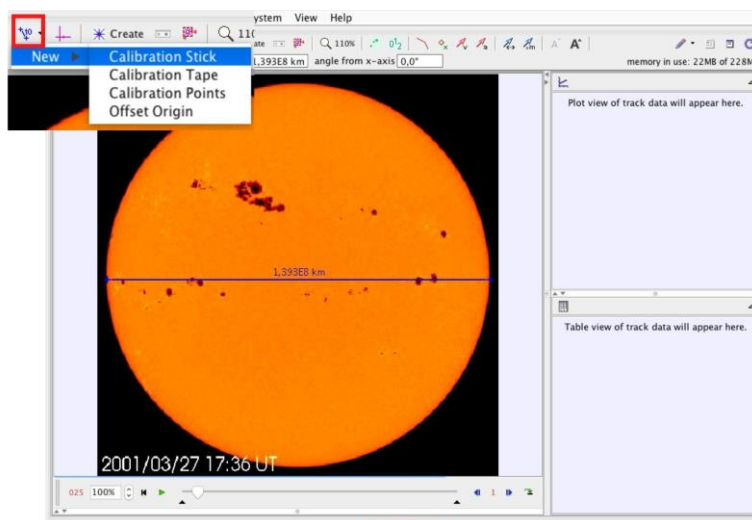 ystem View Help
Create 110
New Calibration Stick
Calibration Tape
Calibration Points
Offset Origin
ate 110%
1,393E8 km angle from x-axis 0,0°
memory in use: 22MB of 228M
Plot view of track data will appear here.
1,393E8 km
Table view of track data will appear here.
2001/03/27 17:36 UT
025 100% 1